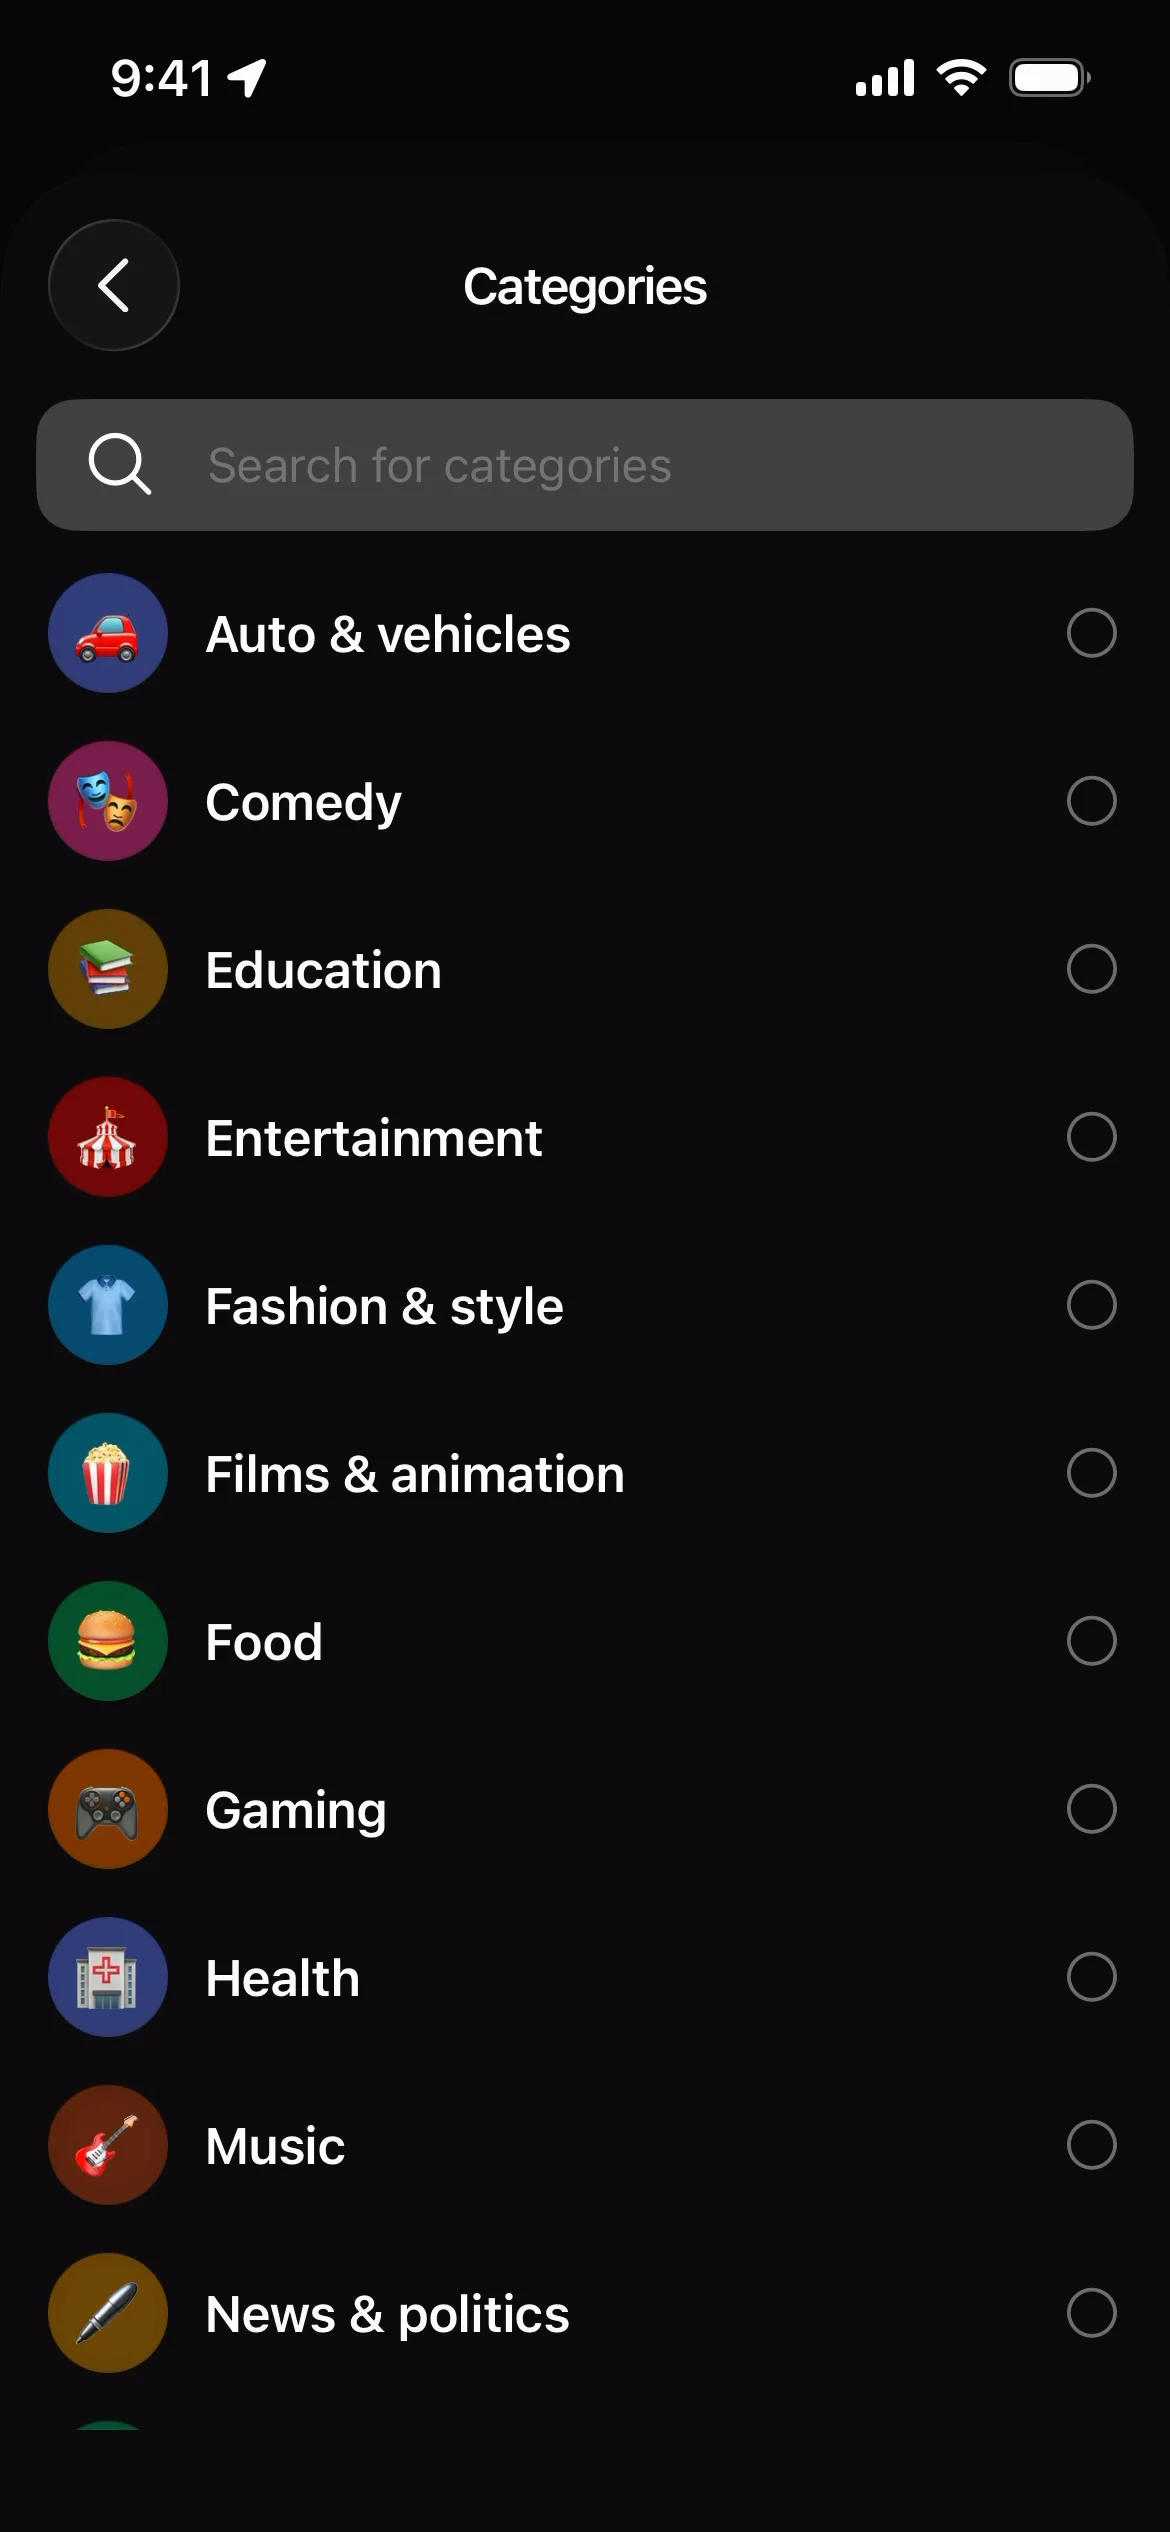 9:41
Categories
Search for categories
Auto & vehicles
Comedy
Education
Entertainment
Fashion & style
Films & animation
Food
Gaming
Health
Music
News & politics